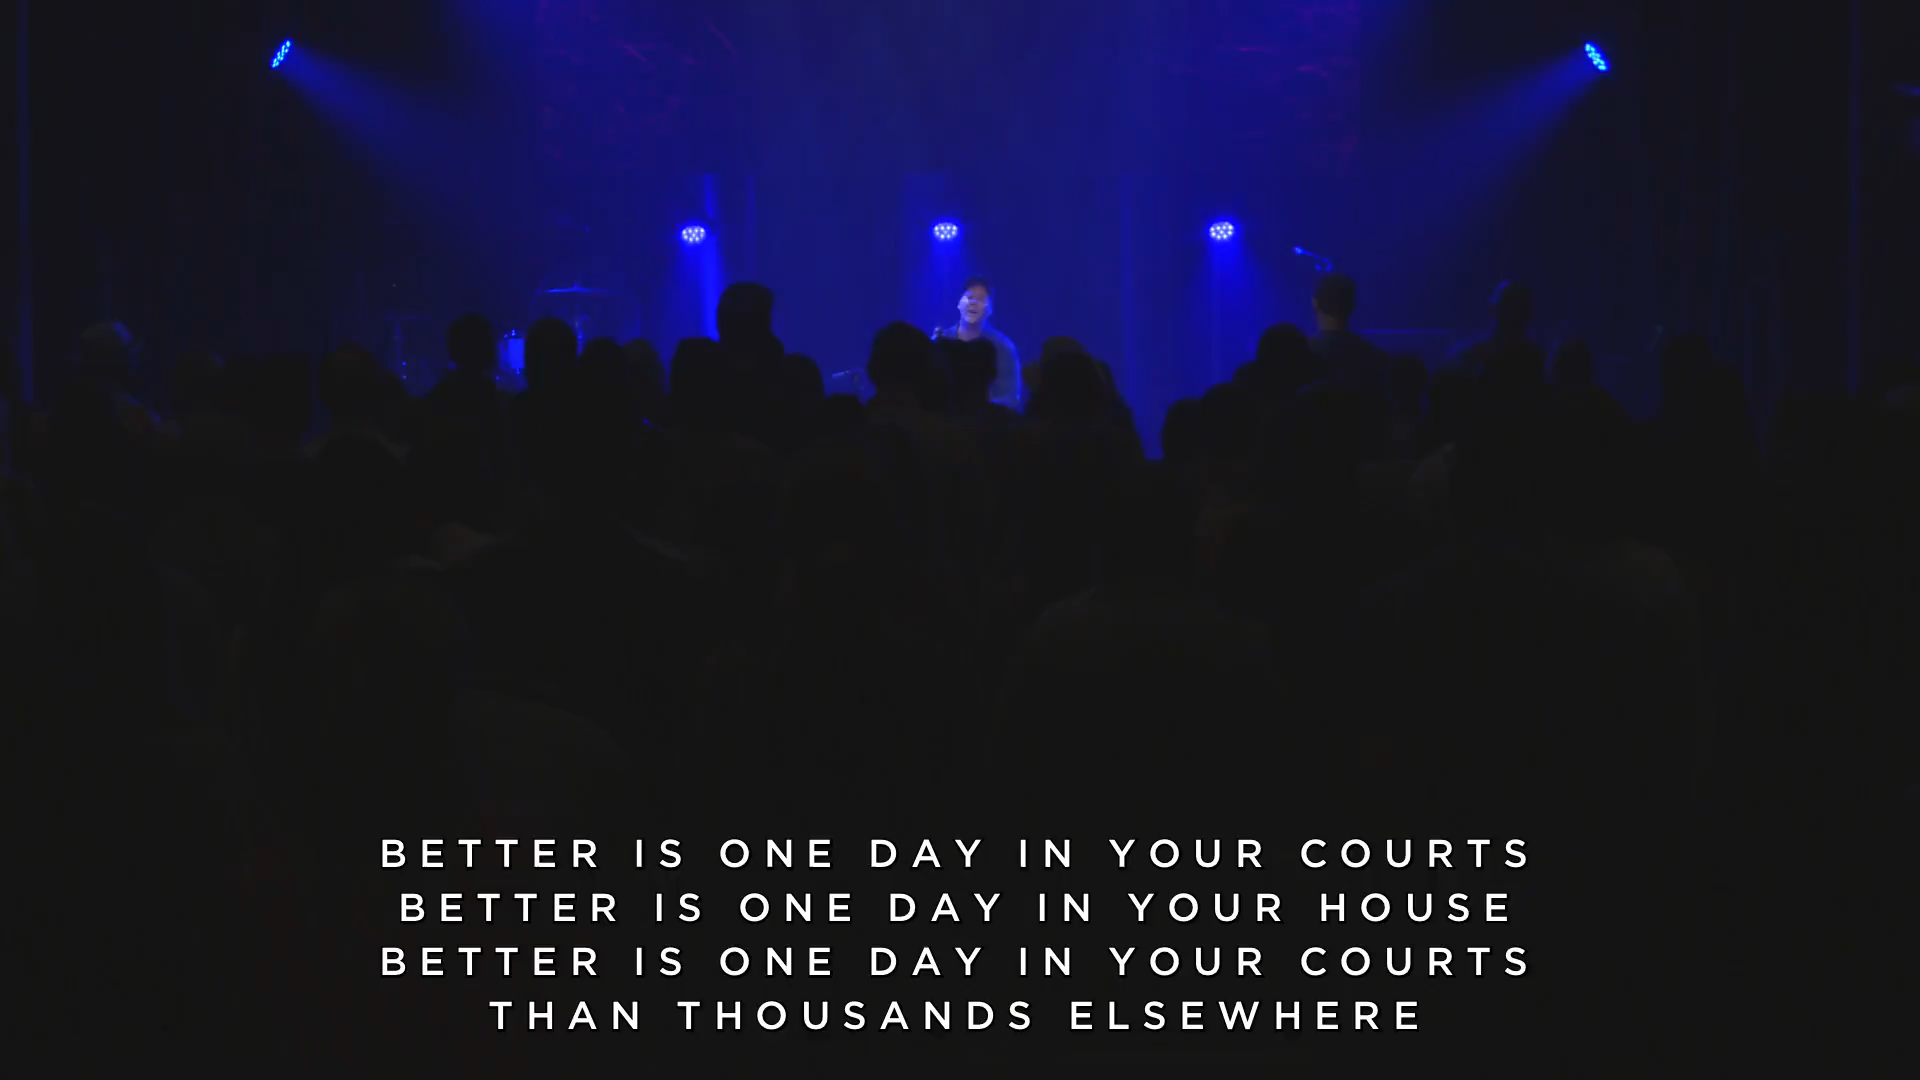 BETTER IS ONE DAY IN YOUR COURTS
BETTER IS ONE DAY IN YOUR HOUSE
BETTER IS ONE DAY IN YOUR COURTS
THAN THOUSANDS ELSEWHERE